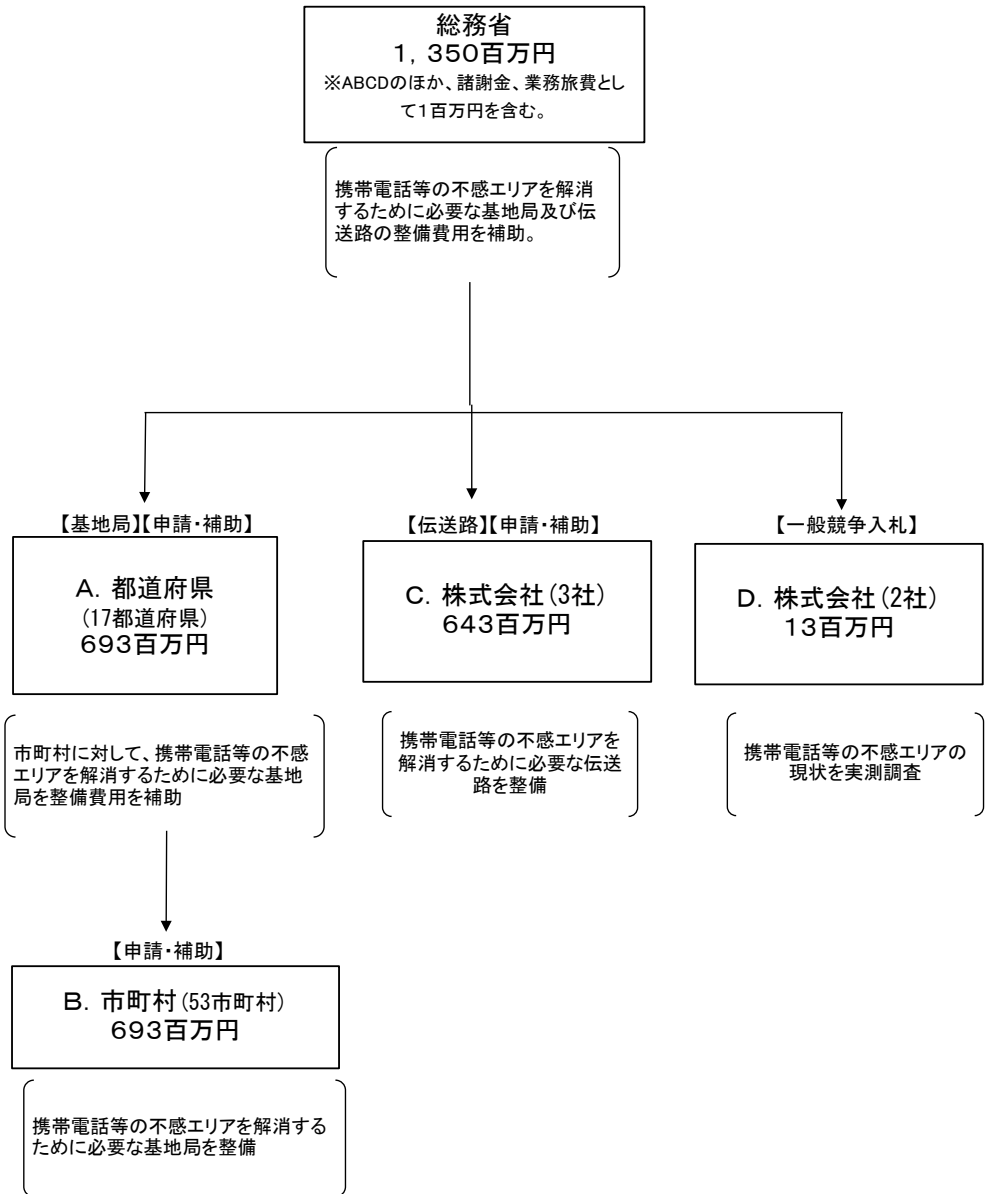 総務省
1,350百万円
※ABCDのほか、諸謝金、業務旅費とし
て1百万円を含む。
携帯電話等の不感エリアを解消
するために必要な基地局及び伝
送路の整備費用を補助。
【基地局】【申請・補助】
A. 都道府県
(17都道府県)
693百万円
市町村に対して、携帯電話等の不感
エリアを解消するために必要な基地
局を整備費用を補助
【申請・補助】
B. 市町村(53市町村)
693百万円
携帯電話等の不感エリアを解消する
ために必要な基地局を整備
【伝送路】【申請・補助】
C. 株式会社(3社)
643百万円
携帯電話等の不感エリアを
解消するために必要な伝送
路を整備
【一般競争入札】
D. 株式会社(2社)
13百万円
携帯電話等の不感エリアの
現状を実測調査